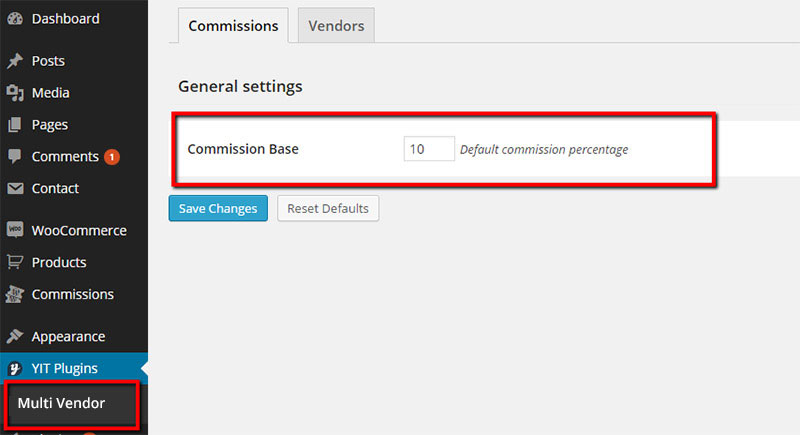 Dashboard
Posts
Media
Pages
Comments 1
Contact
WooCommerce
Products
Commissions
Appearance
YIT Plugins
Multi Vendor
Commissions Vendors
General settings
Commission Base 10 Default commission percentage
Save Changes Reset Defaults